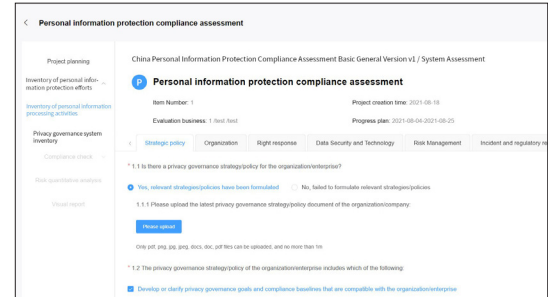 Personal information protection compliance assessment
Project planning
Inventory of personal infor-
mation protection efforts
Inventory of personal information
processing activities
Privacy governance system
inventory
Compliance check
Risk quantitative analysis
Visual report
China Personal Information Protection Compliance Assessment Basic General Version v1 / System Assessment
P Personal information protection compliance assessment
Item Number: 1
Project creation time: 2021-08-18
Evaluation business: 1 /test /test
Progress plan: 2021-08-04-2021-08-25
Strategic policy Organization Right response Data Security and Technology Risk Management Incident and regulatory re
* 1.1 Is there a privacy governance strategy/policy for the organization/enterprise?
Yes, relevant strategies/policies have been formulated No, failed to formulate relevant strategies/policies
1.1.1 Please upload the latest privacy governance strategy/policy document of the organization/company.
Please upload
Only pdf, png, jpg, jpeg, docs, doc, pdf files can be uploaded, and no more than 1m
* 1.2 The privacy governance strategy/policy of the organization/enterprise includes which of the following
Develop or clarify privacy governance goals and compliance baselines that are compatible with the organization/enterprise